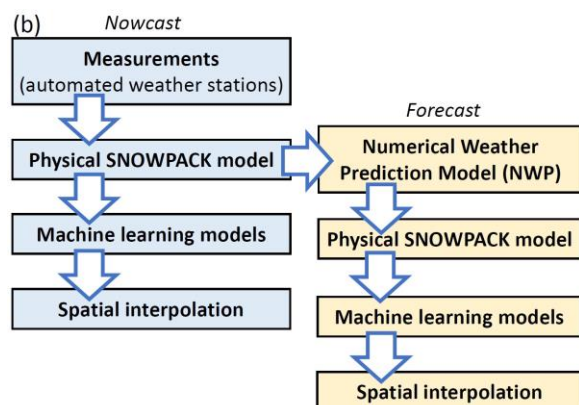 (b)
Nowcast
Measurements
(automated weather stations)
Physical SNOWPACK model
Machine learning models
Spatial interpolation
Forecast
Numerical Weather
Prediction Model (NWP)
Physical SNOWPACK model
Machine learning models
Spatial interpolation